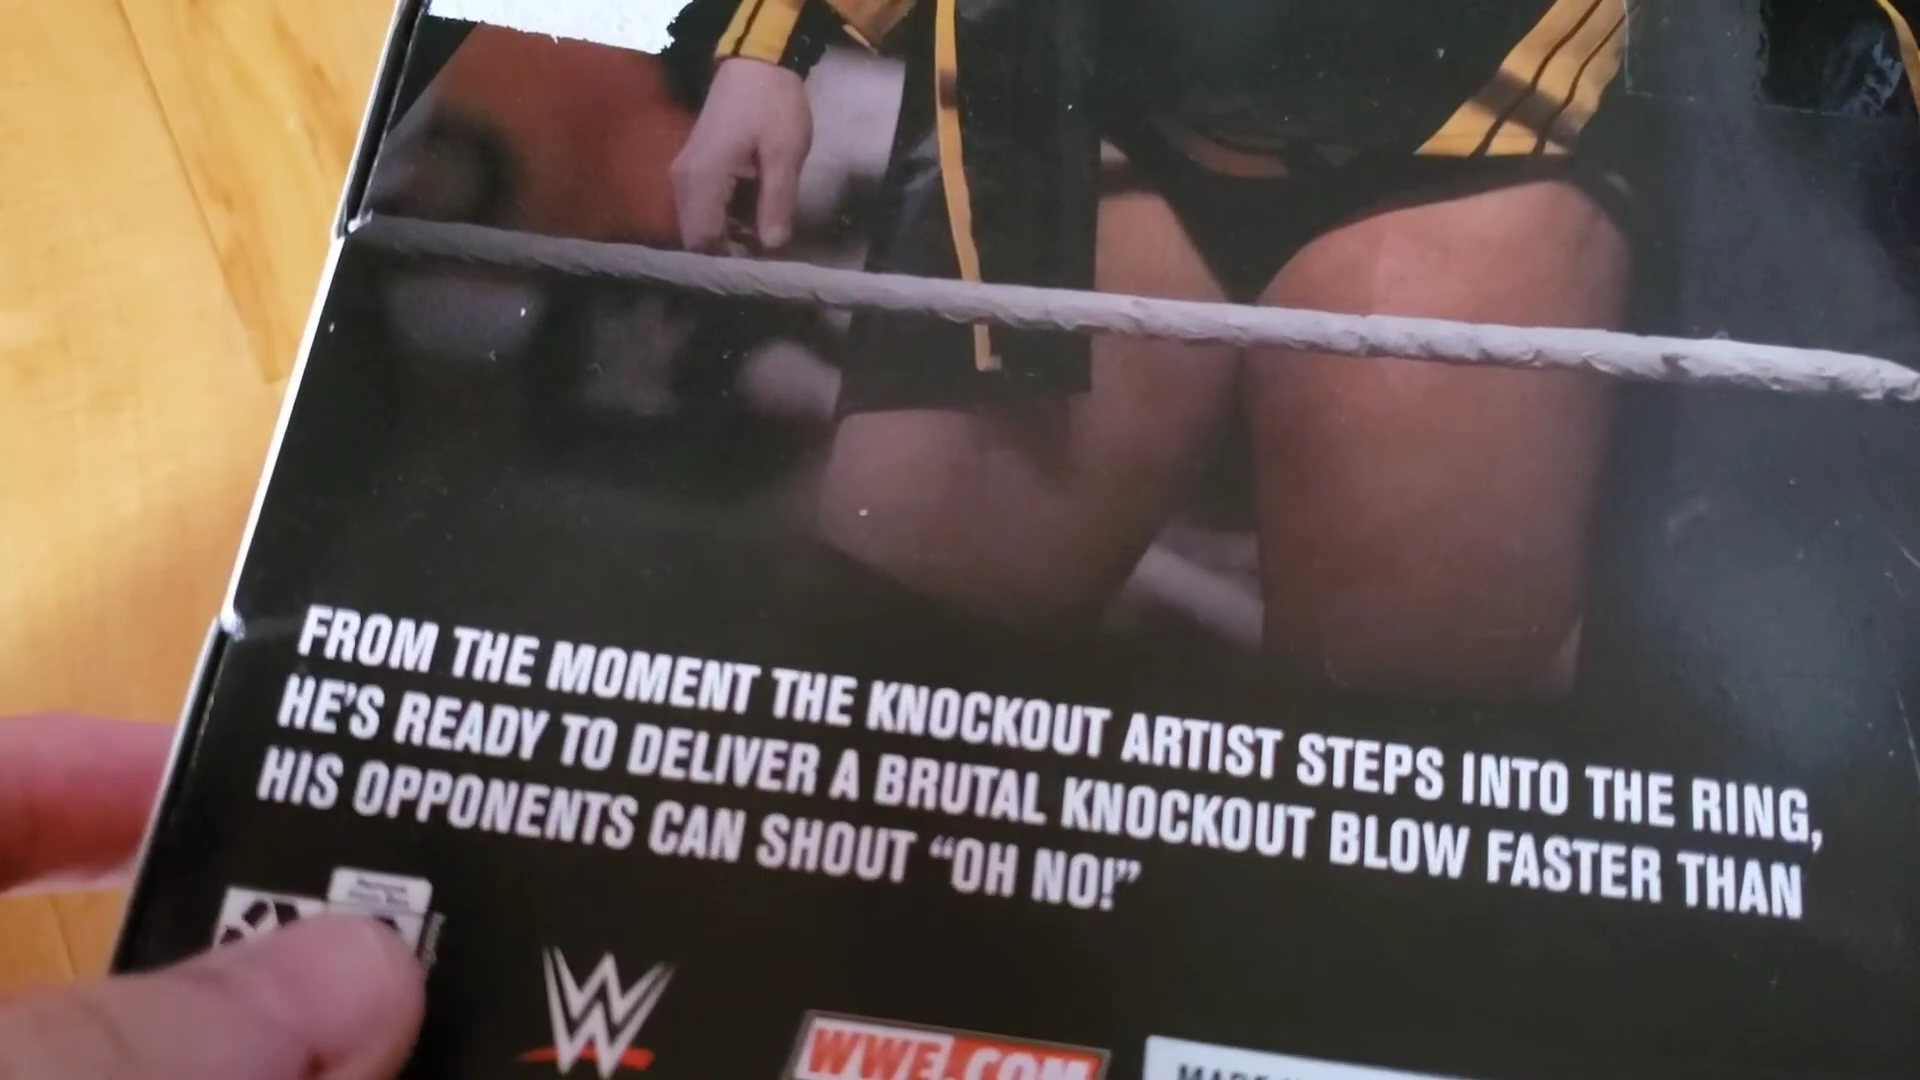 FROM THE MOMENT THE KNOCKOUT ARTIST STEPS INTO THE RING,
HE'S READY TO DELIVER A BRUTAL KNOCKOUT BLOW FASTER THAN
HIS OPPONENTS CAN SHOUT “OH NO!”
W
WWE.COM